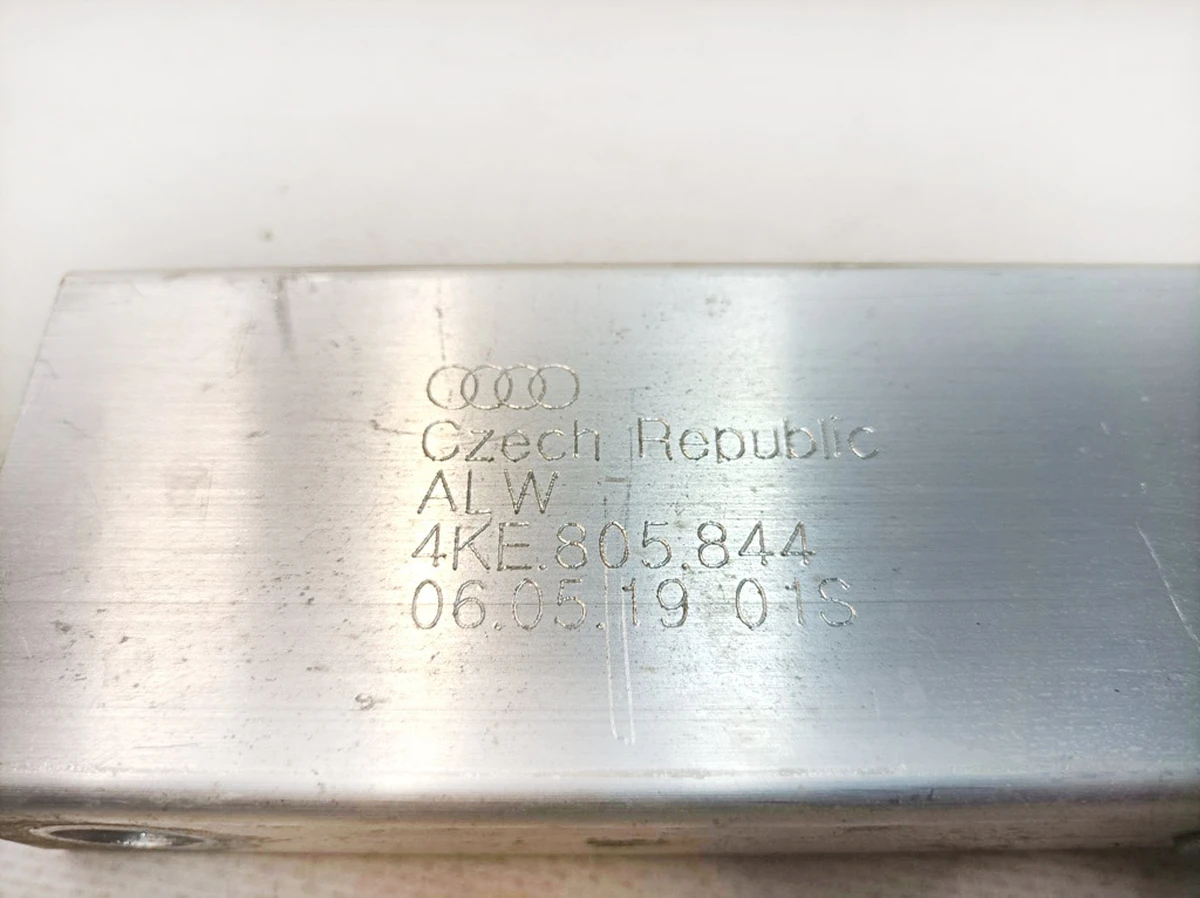 Czech Republic
ALW
4KE.805.844
06.05.19 01S